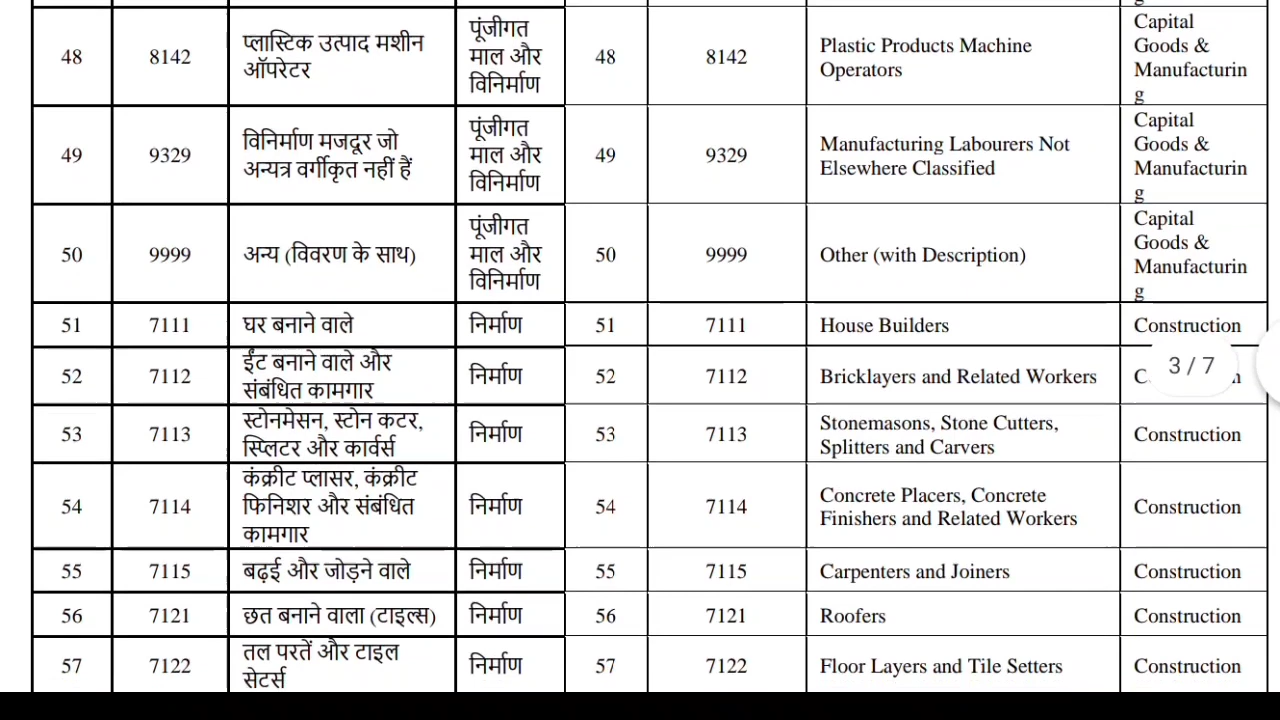 g
48 8142 प्लास्टिक उत्पाद मशीन ऑपरेटर पूंजीगत माल और विनिर्माण 48 8142 Plastic Products Machine Operators Capital Goods & Manufacturin g
49 9329 विनिर्माण मजदूर जो अन्यत्र वर्गीकृत नहीं हैं पूंजीगत माल और विनिर्माण 49 9329 Manufacturing Labourers Not Elsewhere Classified Capital Goods & Manufacturin g
50 9999 अन्य (विवरण के साथ) पूंजीगत माल और विनिर्माण 50 9999 Other (with Description) Capital Goods & Manufacturin g
51 7111 घर बनाने वाले निर्माण 51 7111 House Builders Construction
52 7112 ईंट बनाने वाले और संबंधित कामगार निर्माण 52 7112 Bricklayers and Related Workers
3 / 7
53 7113 स्टोनमेसन, स्टोन कटर, स्प्लिटर और कार्वर्स निर्माण 53 7113 Stonemasons, Stone Cutters, Splitters and Carvers Construction
54 7114 कंक्रीट प्लासर, कंक्रीट फिनिशर और संबंधित कामगार निर्माण 54 7114 Concrete Placers, Concrete Finishers and Related Workers Construction
55 7115 बढ़ई और जोड़ने वाले निर्माण 55 7115 Carpenters and Joiners Construction
56 7121 छत बनाने वाला (टाइल्स) निर्माण 56 7121 Roofers Construction
57 7122 तल परतें और टाइल सेटर्स निर्माण 57 7122 Floor Layers and Tile Setters Construction